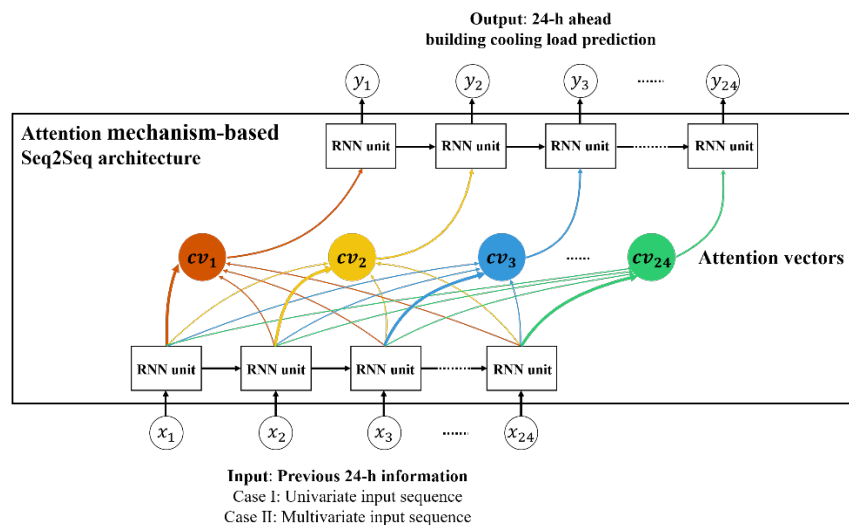 Output: 24-h ahead
building cooling load prediction
y₁ y₂ y₃ ...... y₂₄
Attention mechanism-based
Seq2Seq architecture
RNN unit RNN unit RNN unit RNN unit
cv₁ cv₂ cv₃ ...... cv₂₄ Attention vectors
RNN unit RNN unit RNN unit RNN unit
x₁ x₂ x₃ ...... x₂₄
Input: Previous 24-h information
Case I: Univariate input sequence
Case II: Multivariate input sequence